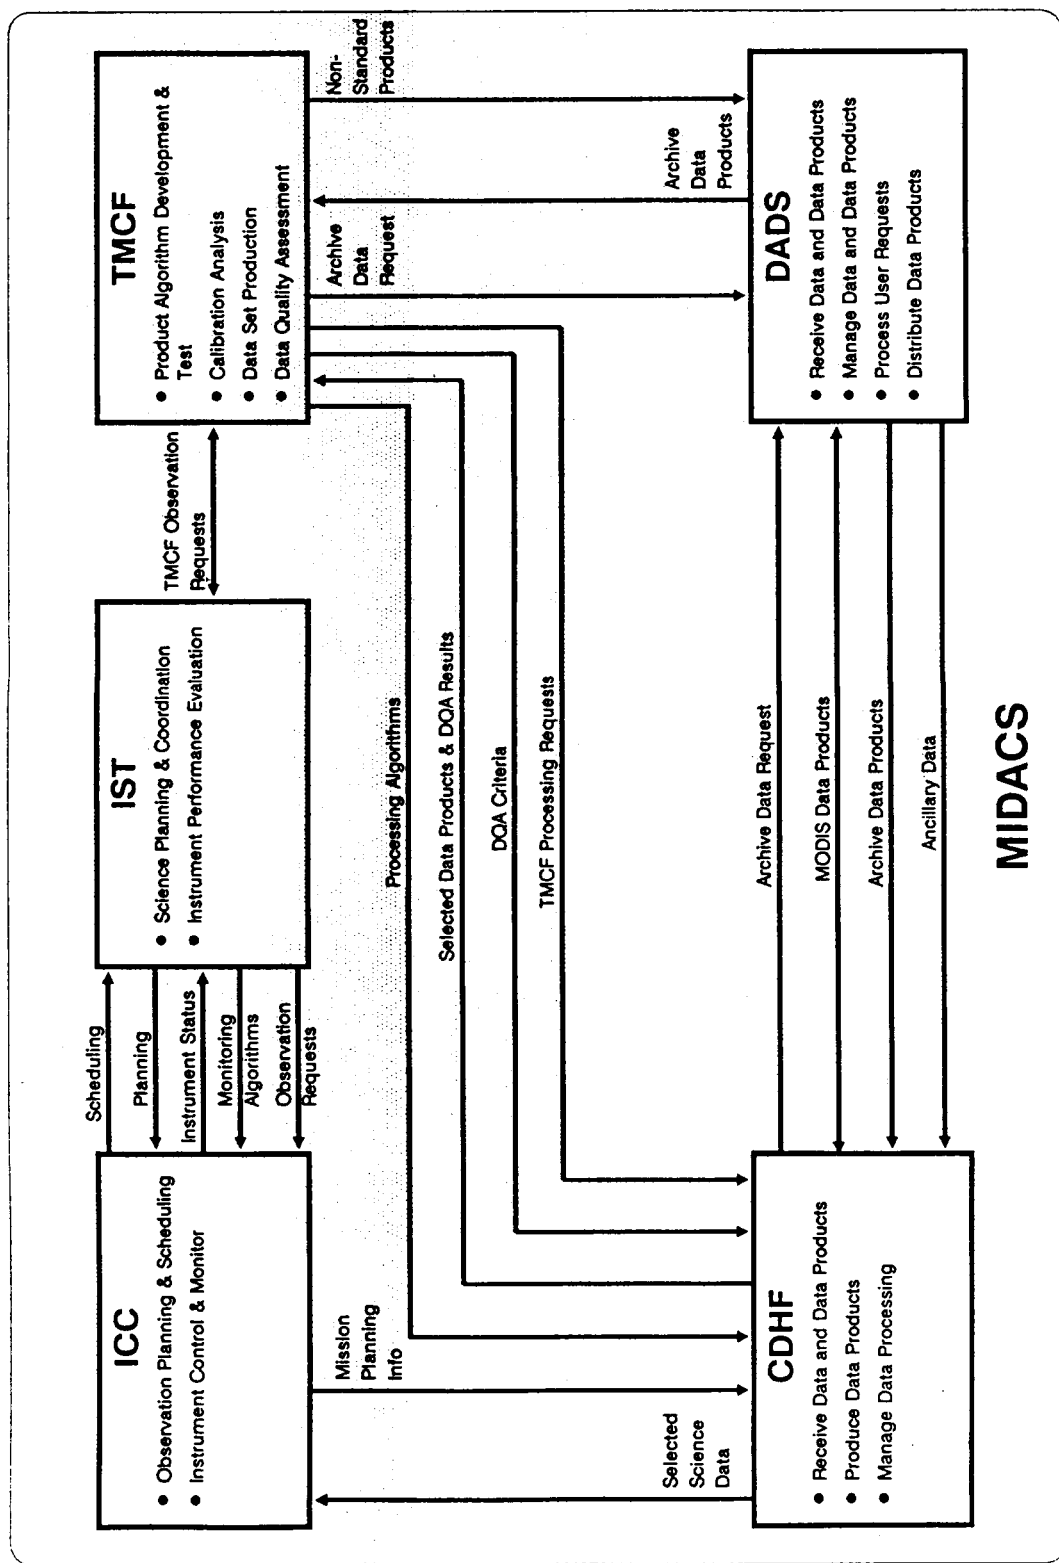 ICC
● Observation Planning & Scheduling
● Instrument Control & Monitor
Scheduling
Planning
Instrument Status
Monitoring
Algorithms
Observation
Requests
IST
● Science Planning & Coordination
● Instrument Performance Evaluation
TMCF Observation
Requests
TMCF
● Product Algorithm Development &
Test
● Calibration Analysis
● Data Set Production
● Data Quality Assessment
Mission
Planning
Info
Selected
Science
Data
Processing Algorithms
Selected Data Products & DQA Results
DQA Criteria
TMCF Processing Requests
Archive
Data
Request
Archive
Data
Products
Non-
Standard
Products
CDHF
● Receive Data and Data Products
● Produce Data Products
● Manage Data Processing
Archive Data Request
MODIS Data Products
Archive Data Products
Ancillary Data
DADS
● Receive Data and Data Products
● Manage Data and Data Products
● Process User Requests
● Distribute Data Products
MIDACS